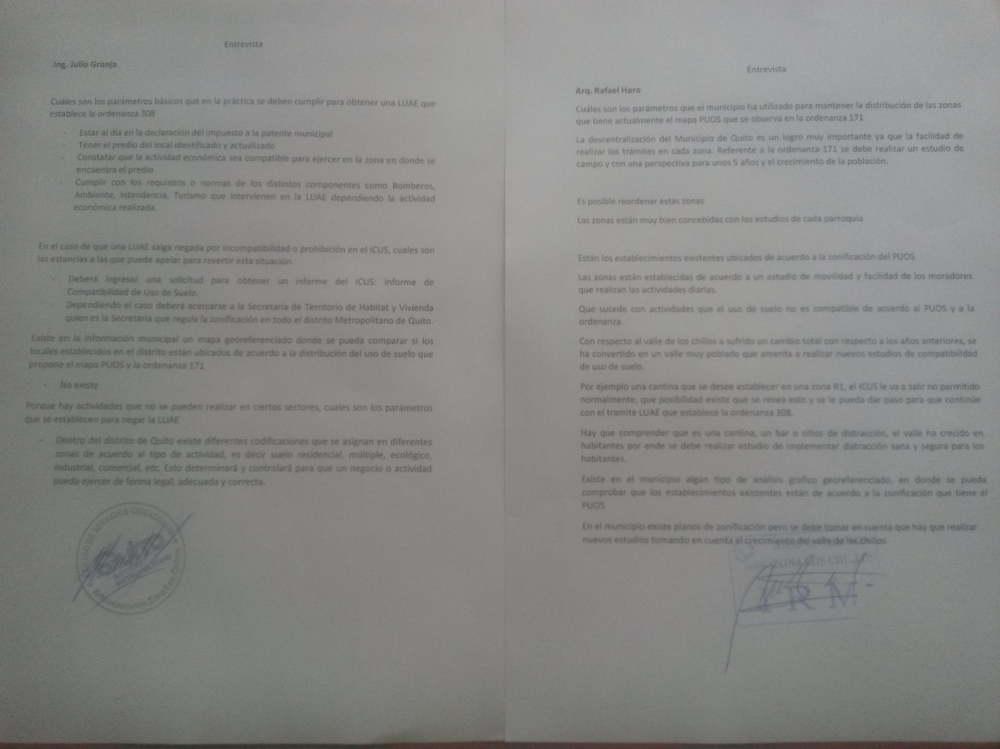 Entrevista
Ing. Julio Granja
Cuáles son los parámetros básicos que en la práctica se deben cumplir para obtener una LUAE que
establece la ordenanza 308
- Estar al día en la declaración del impuesto a la patente municipal
- Tener el predio del local identificado y actualizado
- Constatar que la actividad económica sea compatible para ejercer en la zona en donde se
encuentra el predio
- Cumplir con los requisitos o normas de los distintos componentes como Bomberos,
Ambiente, Intendencia, Turismo que intervienen en la LUAE dependiendo la actividad
económica realizada.
En el caso de que una LUAE salga negada por incompatibilidad o prohibición en el ICUS, cuales son
las estancias a las que puede apelar para revertir esta situación.
- Deberá ingresar una solicitud para obtener un informe del ICUS: Informe de
Compatibilidad de Uso de Suelo.
- Dependiendo el caso deberá acercarse a la Secretaria de Territorio de Habitat y Vivienda
quien es la Secretaria que regula la zonificación en todo el distrito Metropolitano de Quito.
Existe en la información municipal un mapa georeferenciado donde se pueda comparar si los
locales establecidos en el distrito están ubicados de acuerdo a la distribución del uso de suelo que
propone el mapa PUOS y la ordenanza 171
- No existe
Porque hay actividades que no se pueden realizar en ciertos sectores, cuales son los parámetros
que se establecen para negar la LUAE
- Dentro del distrito de Quito existe diferentes codificaciones que se asignan en diferentes
zonas de acuerdo al tipo de actividad, es decir suelo residencial, múltiple, ecológico,
industrial, comercial, etc. Esto determinará y controlará para que un negocio o actividad
pueda ejercer de forma legal, adecuada y correcta.
DE SERVICIOS CIUDADANOS
Administración Zonal Los Chillos
Entrevista
Arq. Rafael Haro
Cuáles son los parámetros que el municipio ha utilizado para mantener la distribución de las zonas
que tiene actualmente el mapa PUOS que se observa en la ordenanza 171
La descentralización del Municipio de Quito es un logro muy importante ya que la facilidad de
realizar los trámites en cada zona. Referente a la ordenanza 171 se debe realizar un estudio de
campo y con una perspectiva para unos 5 años y el crecimiento de la población.
Es posible reordenar estas zonas
Las zonas están muy bien concebidas con los estudios de cada parroquia
Están los establecimientos existentes ubicados de acuerdo a la zonificación del PUOS
Las zonas están establecidas de acuerdo a un estudio de movilidad y facilidad de los moradores
que realizan las actividades diarias.
Que sucede con actividades que el uso de suelo no es compatible de acuerdo al PUOS y a la
ordenanza.
Con respecto al valle de los chillos a sufrido un cambio total con respecto a los años anteriores, se
ha convertido en un valle muy poblado que amerita a realizar nuevos estudios de compatibilidad
de uso de suelo.
Por ejemplo una cantina que se desee establecer en una zona R1, el ICUS le va a salir no permitido
normalmente, que posibilidad existe que se revea esto y se le pueda dar paso para que continúe
con el tramite LUAE que establece la ordenanza 308.
Hay que comprender que es una cantina, un bar o sitios de distracción, el valle ha crecido en
habitantes por ende se debe realizar estudio de implementar distracción sana y segura para los
habitantes.
Existe en el municipio algún tipo de análisis grafico georeferenciado, en donde se pueda
comprobar que los establecimientos existentes están de acuerdo a la zonificación que tiene el
PUOS
En el municipio existe planos de zonificación pero se debe tomar en cuenta que hay que realizar
nuevos estudios tomando en cuenta el crecimiento del valle de los chillos
ZONA LOS
IRM